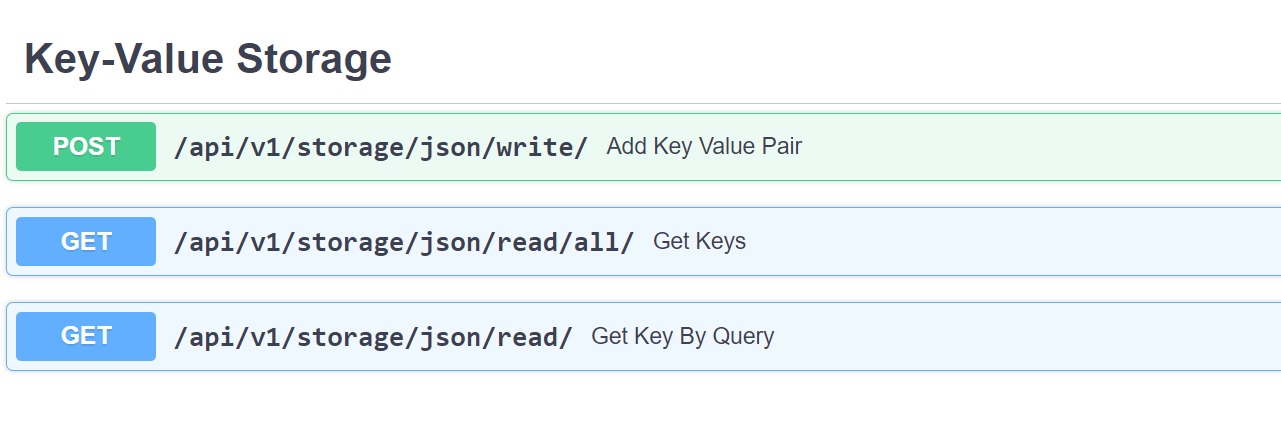 Key-Value Storage
POST /api/v1/storage/json/write/ Add Key Value Pair
GET /api/v1/storage/json/read/all/ Get Keys
GET /api/v1/storage/json/read/ Get Key By Query